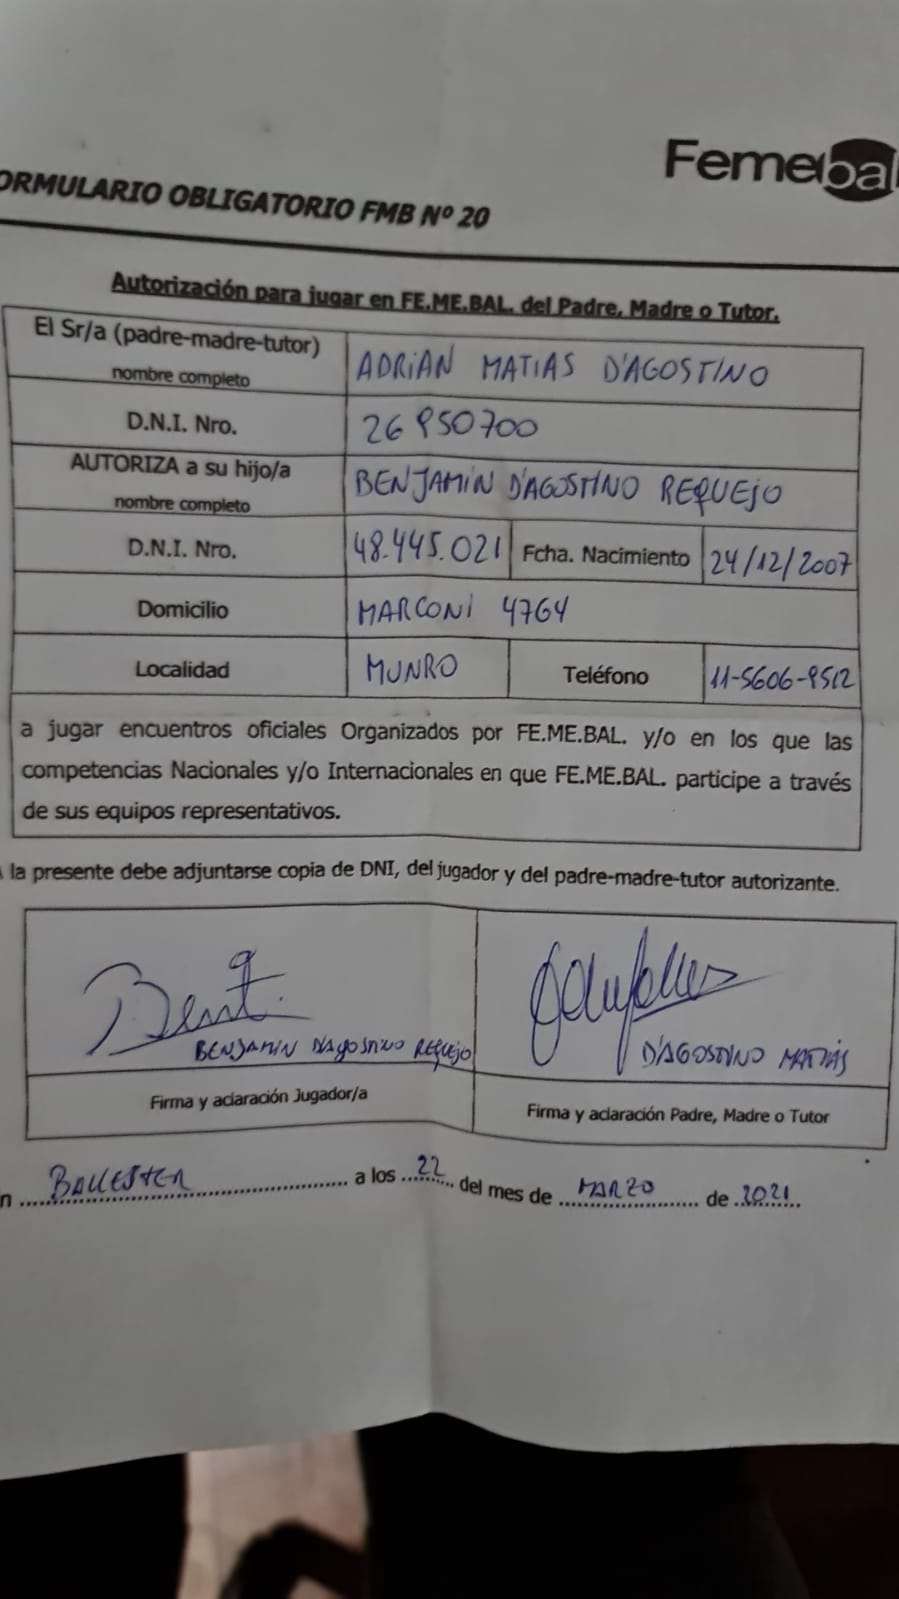 Femebal
ORMULARIO OBLIGATORIO FMB Nº 20
Autorización para jugar en FE.ME.BAL. del Padre, Madre o Tutor.
El Sr/a (padre-madre-tutor)
nombre completo
ADRIAN MATIAS D'AGOSTINO
D.N.I. Nro.
26950700
AUTORIZA a su hijo/a
nombre completo
BENJAMIN D'AGOSTINO REQUEJO
D.N.I. Nro.
48.445.021
Fcha. Nacimiento
24/12/2007
Domicilio
MARCONI 4764
Localidad
MUNRO
Teléfono
11-5606-9512
a jugar encuentros oficiales Organizados por FE.ME.BAL. y/o en los que las
competencias Nacionales y/o Internacionales en que FE.ME.BAL. participe a través
de sus equipos representativos.
la presente debe adjuntarse copia de DNI, del jugador y del padre-madre-tutor autorizante.
BENJAMIN D'AGOSTINO REQUEJO
D'AGOSTINO MATIAS
Firma y aclaración Jugador/a
Firma y aclaración Padre, Madre o Tutor
n BALLESTER a los 22 del mes de MARZO de 2021